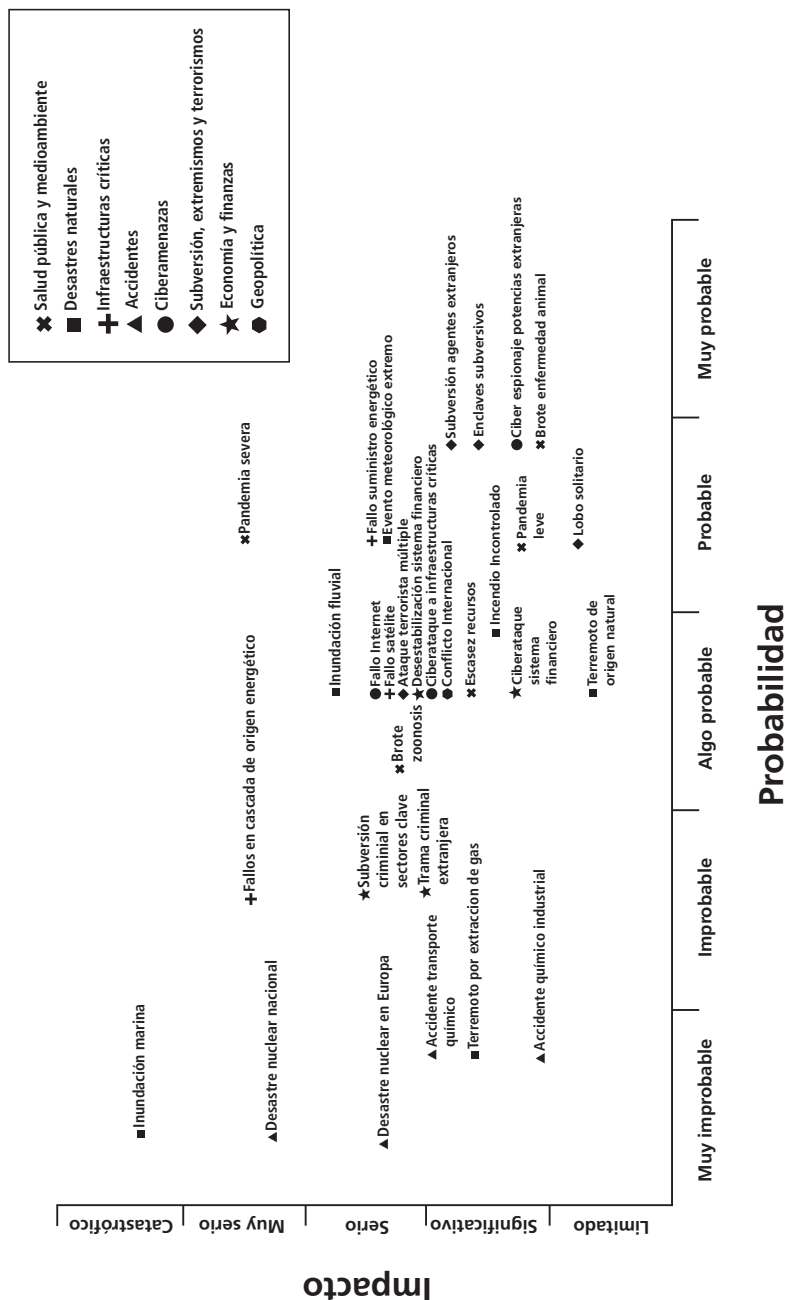 Salud pública y medioambiente
Desastres naturales
Infraestructuras críticas
Accidentes
Ciberamenazas
Subversión, extremismos y terrorismos
Economía y finanzas
Geopolítica
Impacto
Catastrófico
Muy serio
Serio
Significativo
Limitado
Inundación marina
Desastre nuclear nacional
Fallos en cascada de origen energético
Pandemia severa
Desastre nuclear en Europa
Subversión
criminial en
sectores clave
Inundación fluvial
Fallo Internet
Fallo satélite
Ataque terrorista múltiple
Desestabilización sistema financiero
Ciberataque a infraestructuras críticas
Conflicto Internacional
Brote
zoonosis
Fallo suministro energético
Evento meteorológico extremo
Accidente transporte
químico
Trama criminal
extranjera
Terremoto por extraccion de gas
Escasez recursos
Incendio Incontrolado
Subversión agentes extranjeros
Enclaves subversivos
Accidente químico industrial
Ciberataque
sistema
financiero
Pandemia
leve
Ciber espionaje potencias extranjeras
Brote enfermedad animal
Terremoto de
origen natural
Lobo solitario
Muy improbable
Improbable
Algo probable
Probable
Muy probable
Probabilidad